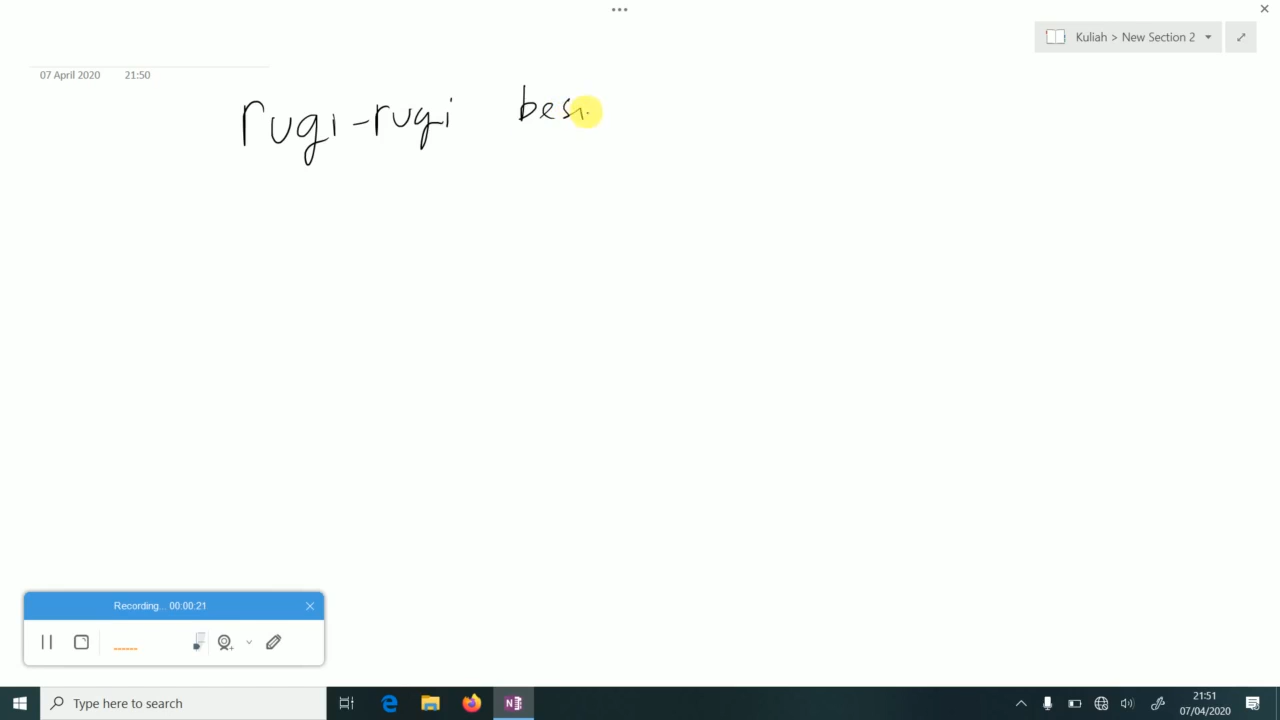 Kuliah > New Section 2
07 April 2020 21:50
rugi-rugi
Recording... 00:00:21
Type here to search
N
21:51
07/04/2020